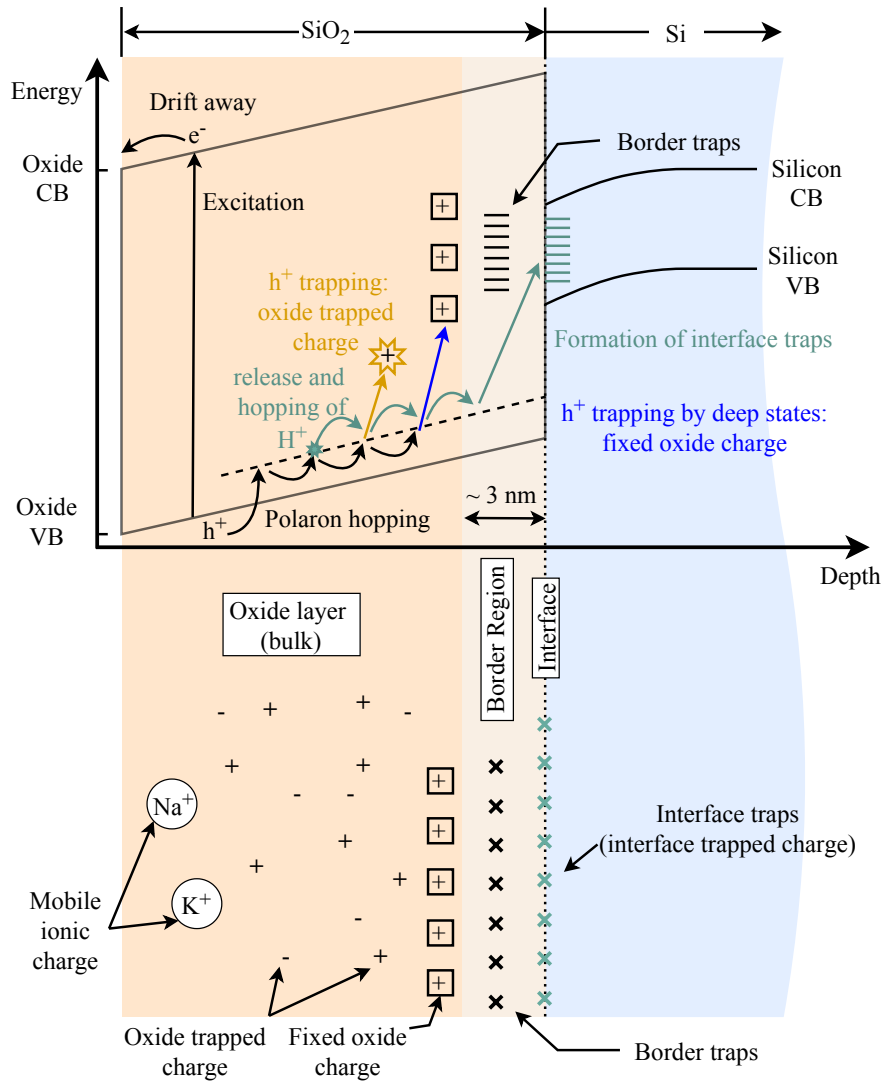 SiO2
Si
Energy
Drift away
e-
Oxide
CB
Excitation
Border traps
Silicon
CB
Silicon
VB
+
+
+
h+ trapping:
oxide trapped
charge
+
Formation of interface traps
release and
hopping of
H+
h+ trapping by deep states:
fixed oxide charge
Oxide
VB
h+
Polaron hopping
~ 3 nm
Depth
Oxide layer
(bulk)
Border Region
Interface
- + + -
+ +
- -
+
+ +
-
- +
+
+
+
+
+
Na+
K+
Mobile
ionic
charge
Interface traps
(interface trapped charge)
Oxide trapped
charge
Fixed oxide
charge
Border traps